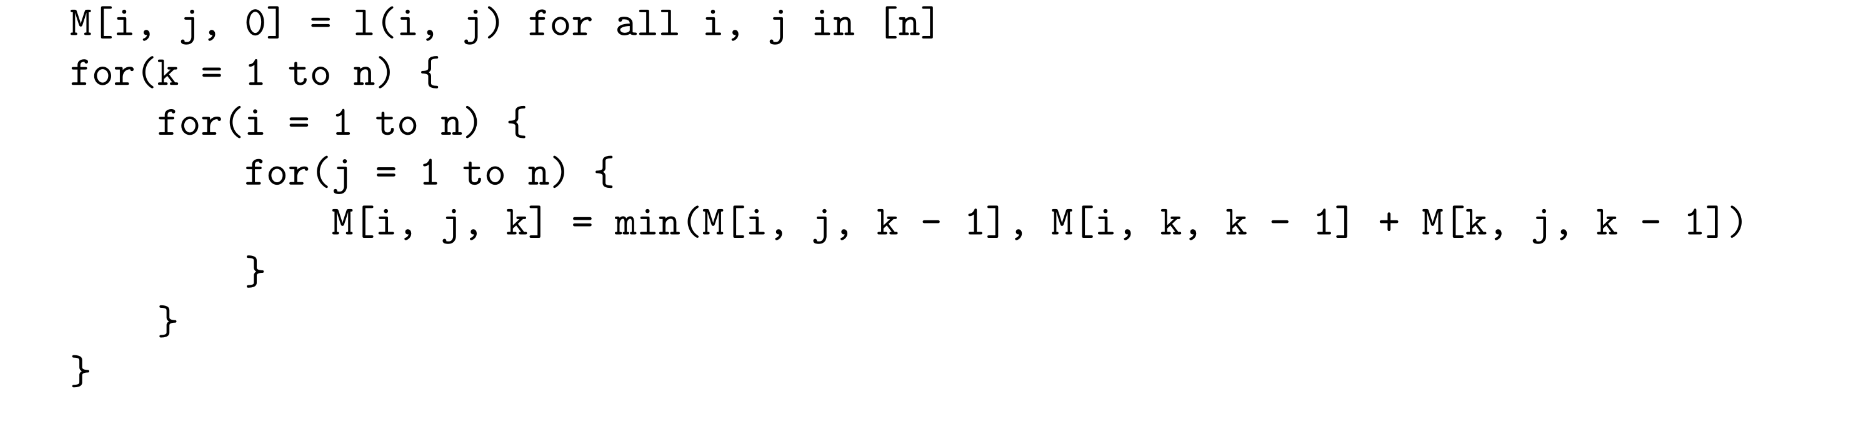 M[i, j, 0] = l(i, j) for all i, j in [n]
for(k = 1 to n) {
    for(i = 1 to n) {
        for(j = 1 to n) {
            M[i, j, k] = min(M[i, j, k - 1], M[i, k, k - 1] + M[k, j, k - 1])
        }
    }
}